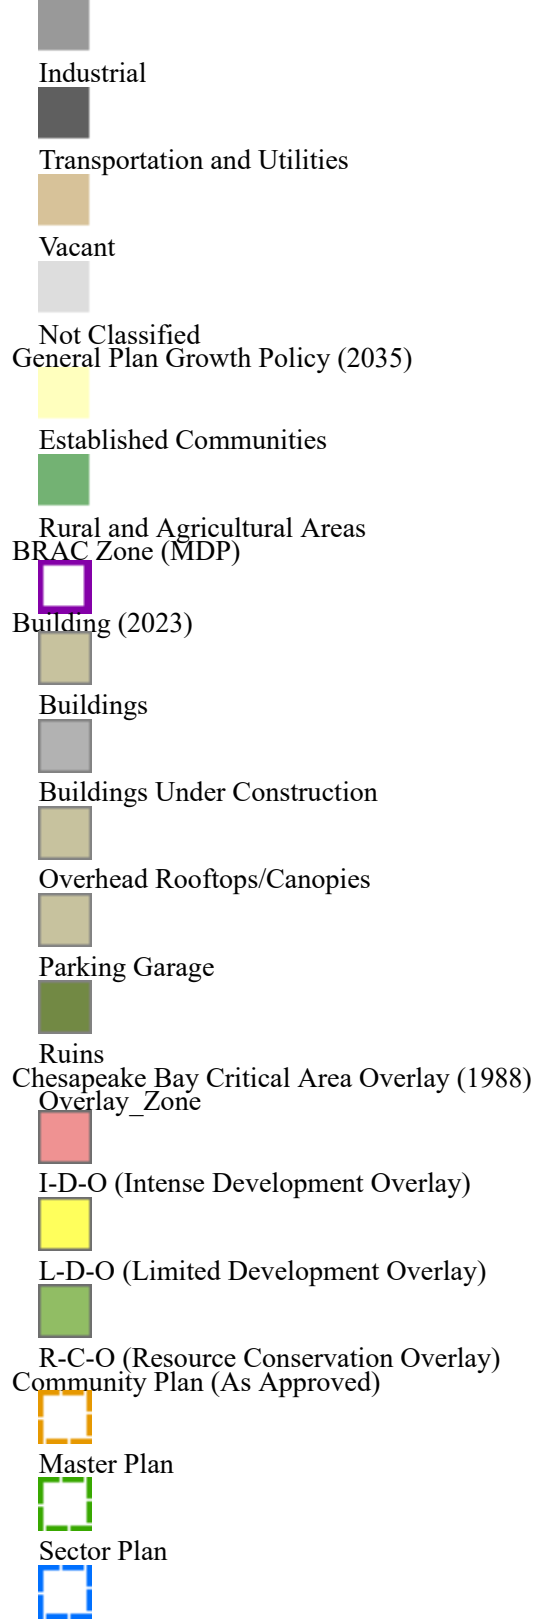 Industrial
Transportation and Utilities
Vacant
Not Classified
General Plan Growth Policy (2035)
Established Communities
Rural and Agricultural Areas
BRAC Zone (MDP)
Building (2023)
Buildings
Buildings Under Construction
Overhead Rooftops/Canopies
Parking Garage
Ruins
Chesapeake Bay Critical Area Overlay (1988)
Overlay_Zone
I-D-O (Intense Development Overlay)
L-D-O (Limited Development Overlay)
R-C-O (Resource Conservation Overlay)
Community Plan (As Approved)
Master Plan
Sector Plan